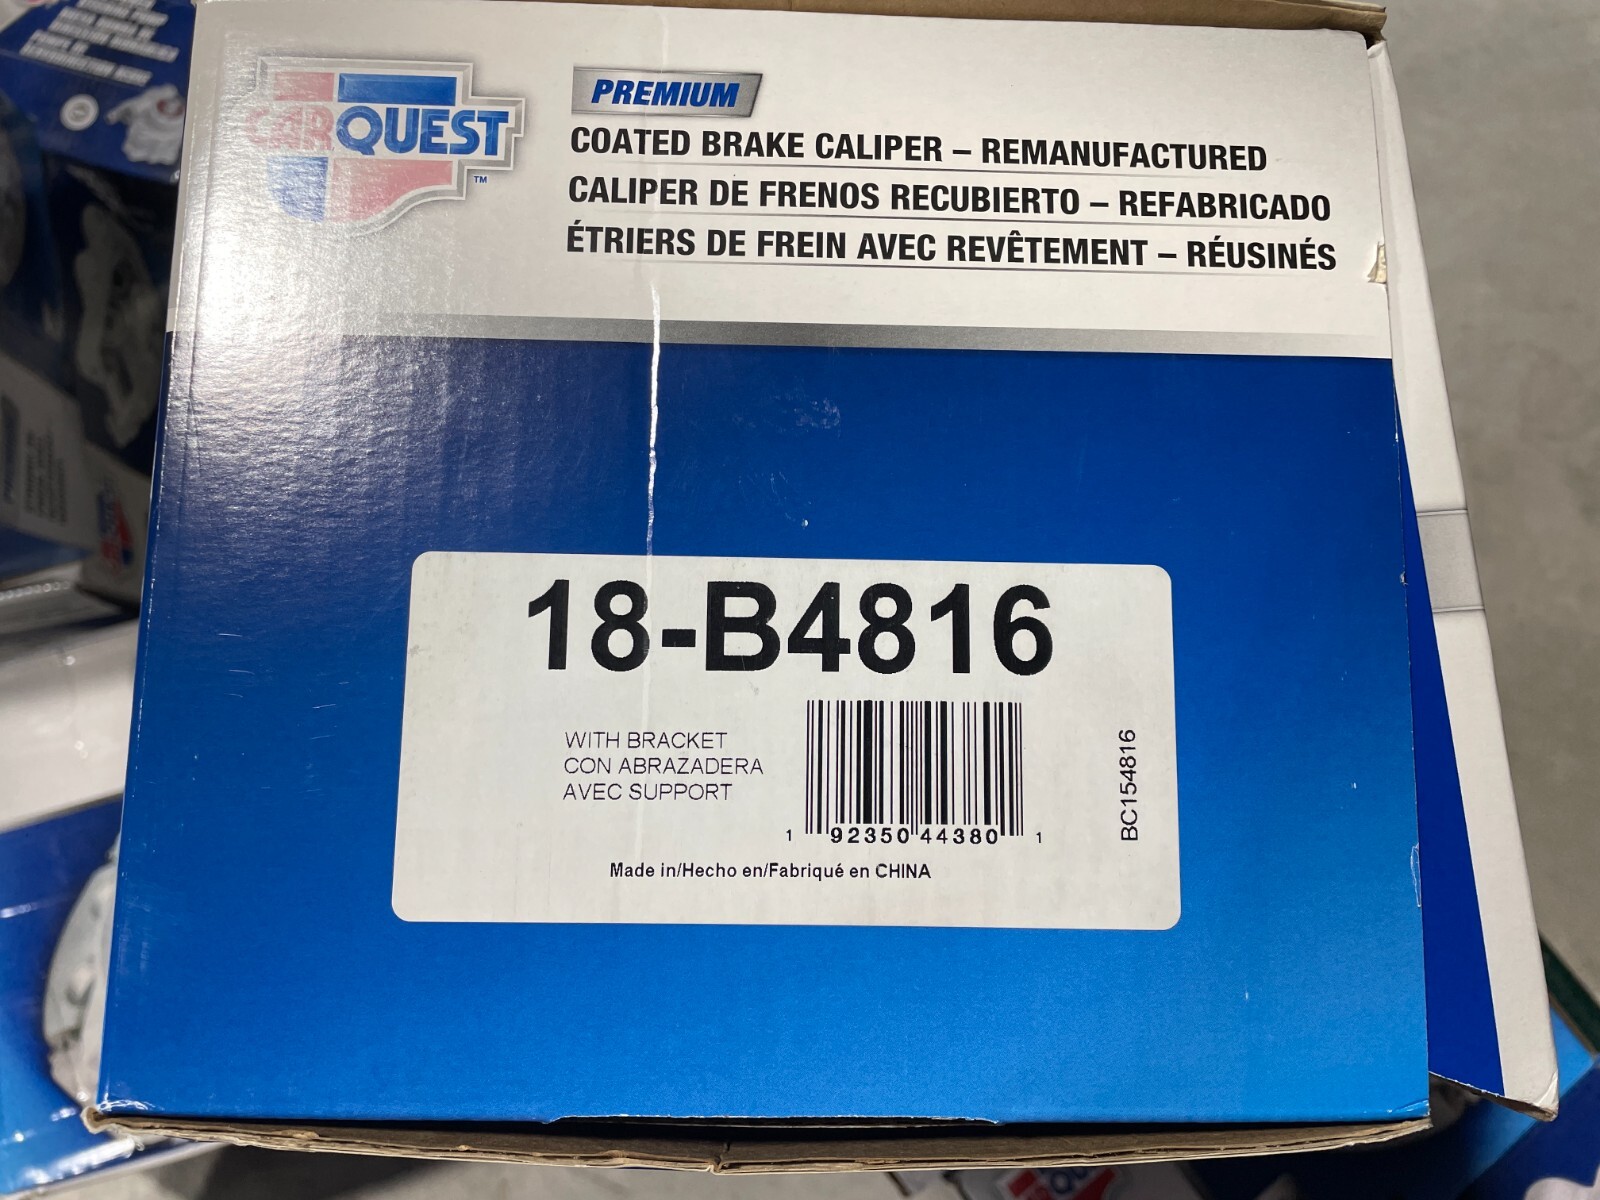 CARQUEST
TM
PREMIUM
COATED BRAKE CALIPER – REMANUFACTURED
CALIPER DE FRENOS RECUBIERTO – REFABRICADO
ÉTRIERS DE FREIN AVEC REVÊTEMENT – RÉUSINÉS
18-B4816
WITH BRACKET
CON ABRAZADERA
AVEC SUPPORT
1 92350 44380 1
BC154816
Made in/Hecho en/Fabriqué en CHINA